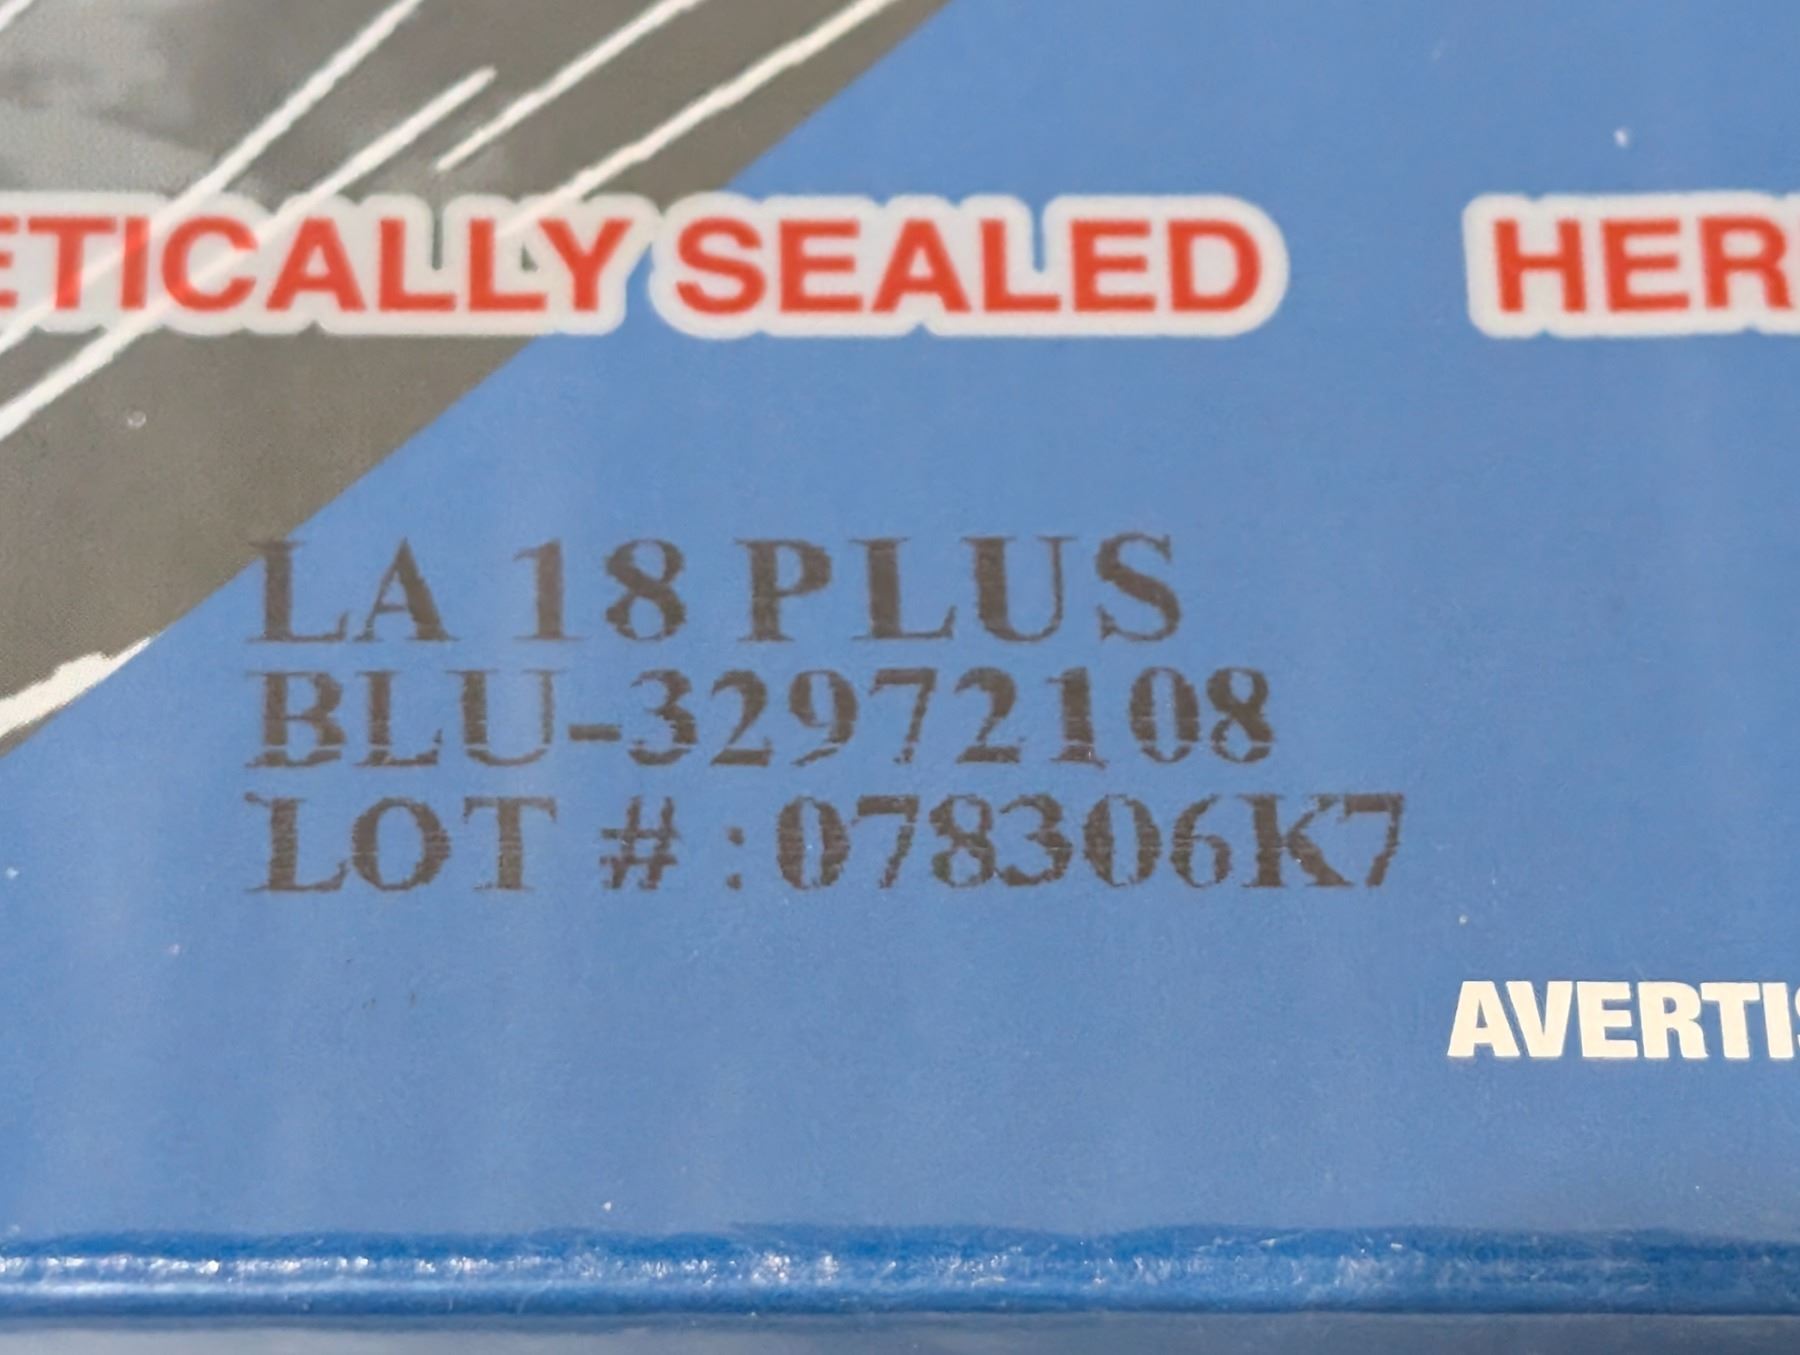 ETICALLY SEALED HER
LA 18 PLUS
BLU-32972108
LOT # :078306K7
AVERTIS